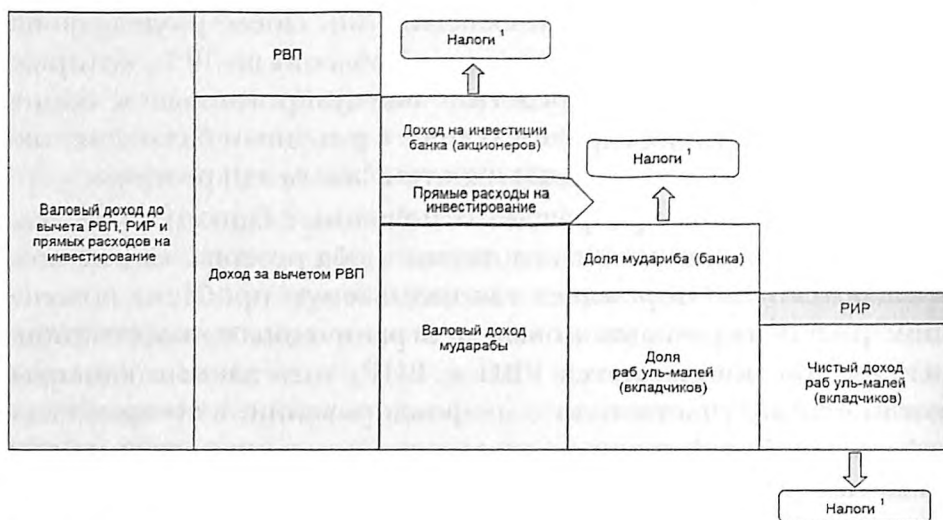 РВП
Налоги 1
Доход на инвестиции
банка (акционеров)
Налоги 1
Прямые расходы на
инвестирование
Валовый доход до
вычета РВП, РИР и
прямых расходов на
инвестирование
Доход за вычетом РВП
Доля мудариба (банка)
РИР
Валовый доход
мударабы
Доля
раб уль-малей
(вкладчиков)
Чистый доход
раб уль-малей
(вкладчиков)
Налоги 1